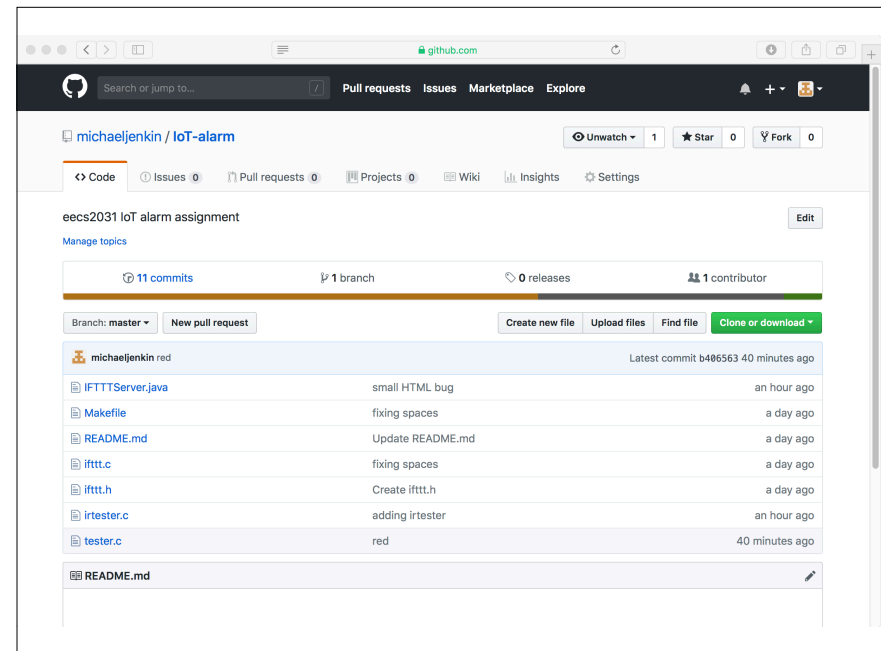 github.com
Search or jump to... / Pull requests Issues Marketplace Explore
michaeljenkin / IoT-alarm Unwatch 1 Star 0 Fork 0
Code Issues 0 Pull requests 0 Projects 0 Wiki Insights Settings
eecs2031 IoT alarm assignment Edit
Manage topics
11 commits 1 branch 0 releases 1 contributor
Branch: master New pull request Create new file Upload files Find file Clone or download
michaeljenkin red Latest commit b406563 40 minutes ago
IFTTTServer.java small HTML bug an hour ago
Makefile fixing spaces a day ago
README.md Update README.md a day ago
ifttt.c fixing spaces a day ago
ifttt.h Create ifttt.h a day ago
irtester.c adding irtester an hour ago
tester.c red 40 minutes ago
README.md